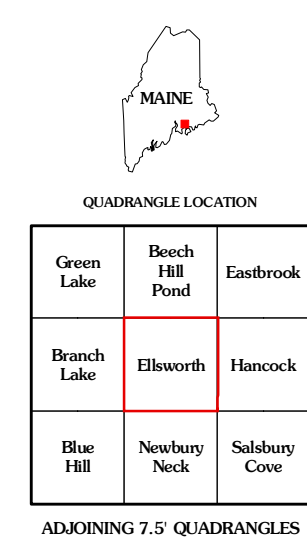 MAINE
QUADRANGLE LOCATION
Green
Lake
Beech
Hill
Pond
Eastbrook
Branch
Lake
Ellsworth
Hancock
Blue
Hill
Newbury
Neck
Salsbury
Cove
ADJOINING 7.5' QUADRANGLES